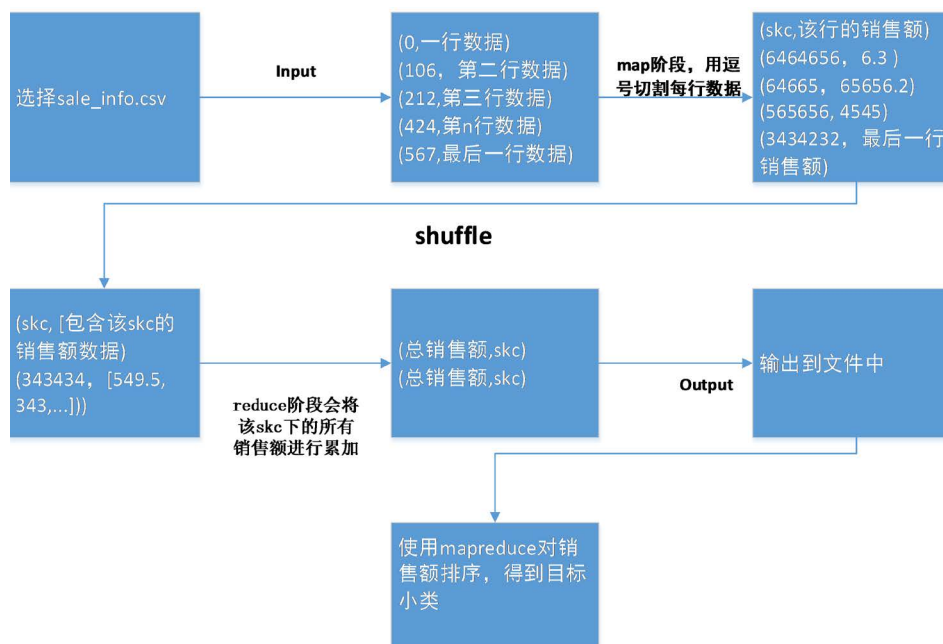 选择sale_info.csv
Input
(0,一行数据)
(106，第二行数据)
(212,第三行数据)
(424,第n行数据)
(567,最后一行数据)
map阶段，用逗
号切割每行数据
(skc,该行的销售额)
(6464656，6.3 )
(64665，65656.2)
(565656, 4545)
(3434232，最后一行
销售额)
shuffle
(skc, [包含该skc的
销售额数据)
(343434，[549.5,
343,...]))
reduce阶段会将
该skc下的所有
销售额进行累加
(总销售额,skc)
(总销售额,skc)
Output
输出到文件中
使用mapreduce对销
售额排序，得到目标
小类